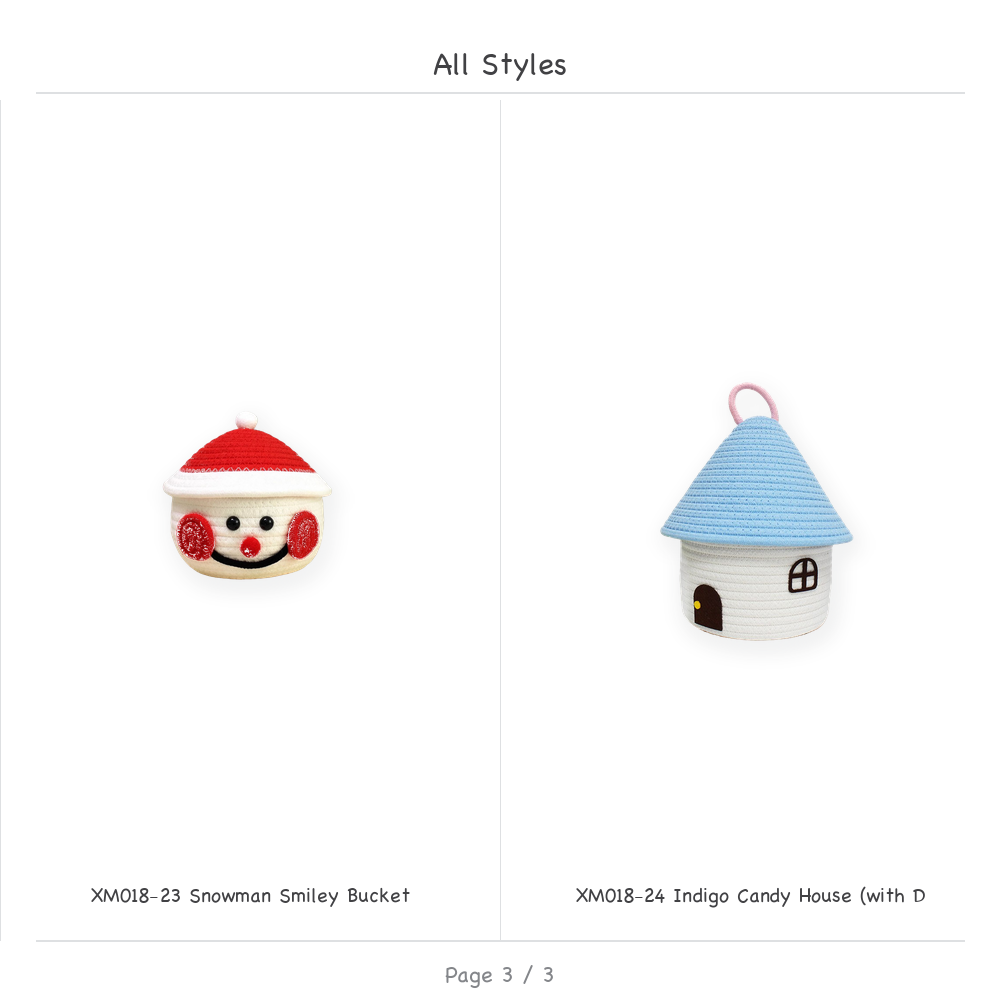 All Styles
XM018-23 Snowman Smiley Bucket
XM018-24 Indigo Candy House (with D
Page 3 / 3